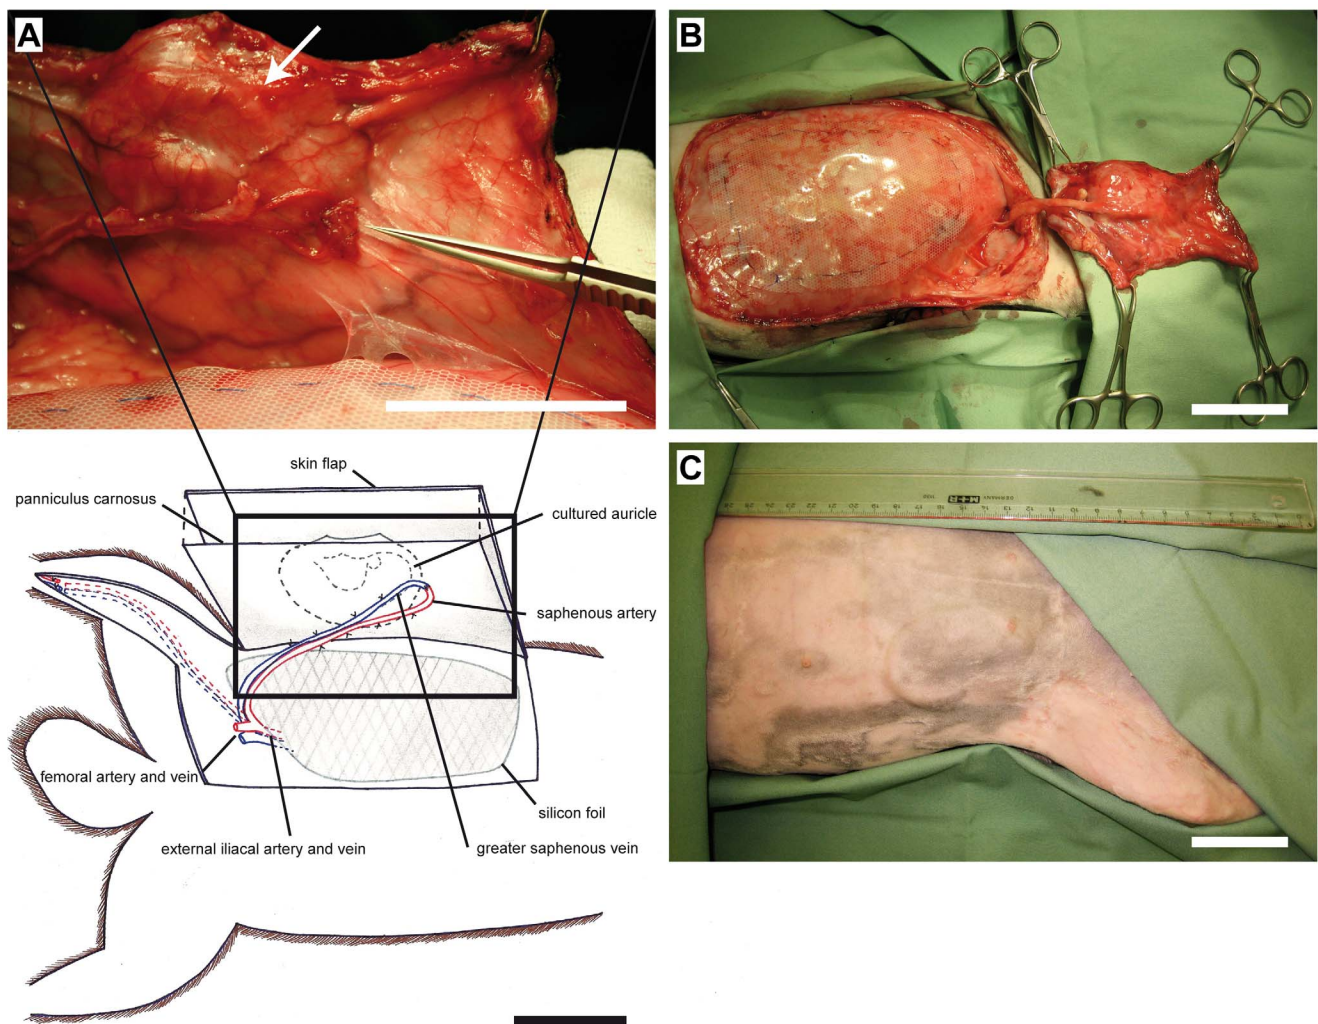 A
B
skin flap
panniculus carnosus
cultured auricle
saphenous artery
femoral artery and vein
silicon foil
external iliacal artery and vein
greater saphenous vein
C
GERMANY